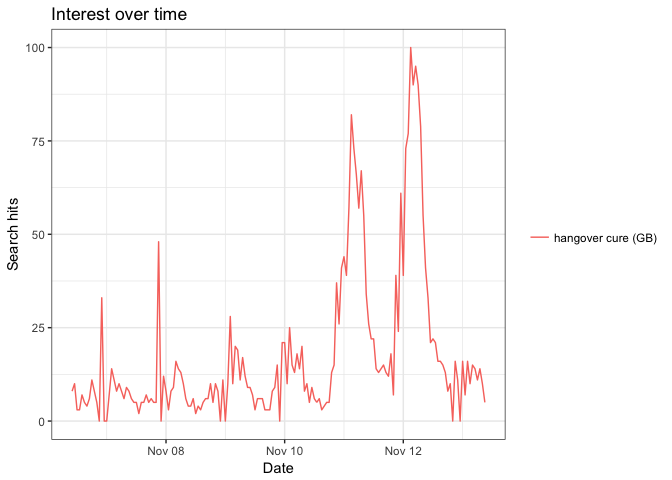 Interest over time
100
75
50
25
0
Search hits
Nov 08
Nov 10
Nov 12
Date
hangover cure (GB)